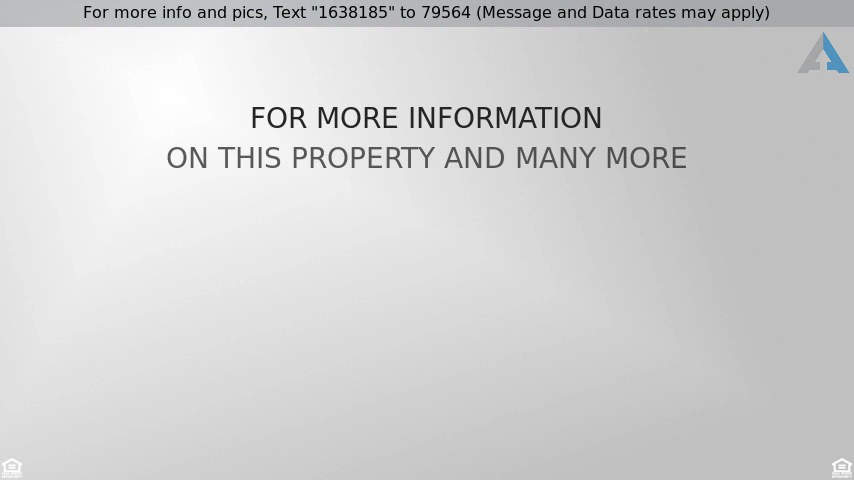 For more info and pics, Text "1638185" to 79564 (Message and Data rates may apply)
FOR MORE INFORMATION
ON THIS PROPERTY AND MANY MORE